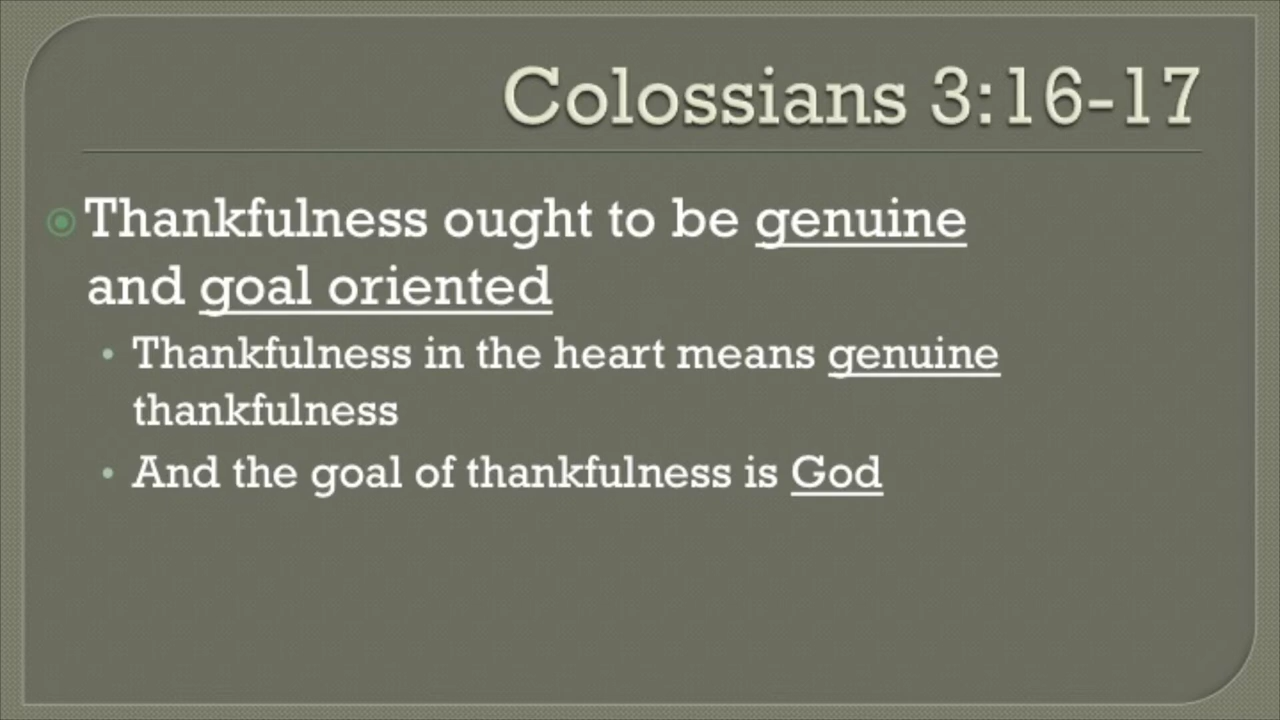 Colossians 3:16-17
Thankfulness ought to be genuine
and goal oriented
Thankfulness in the heart means genuine
thankfulness
And the goal of thankfulness is God